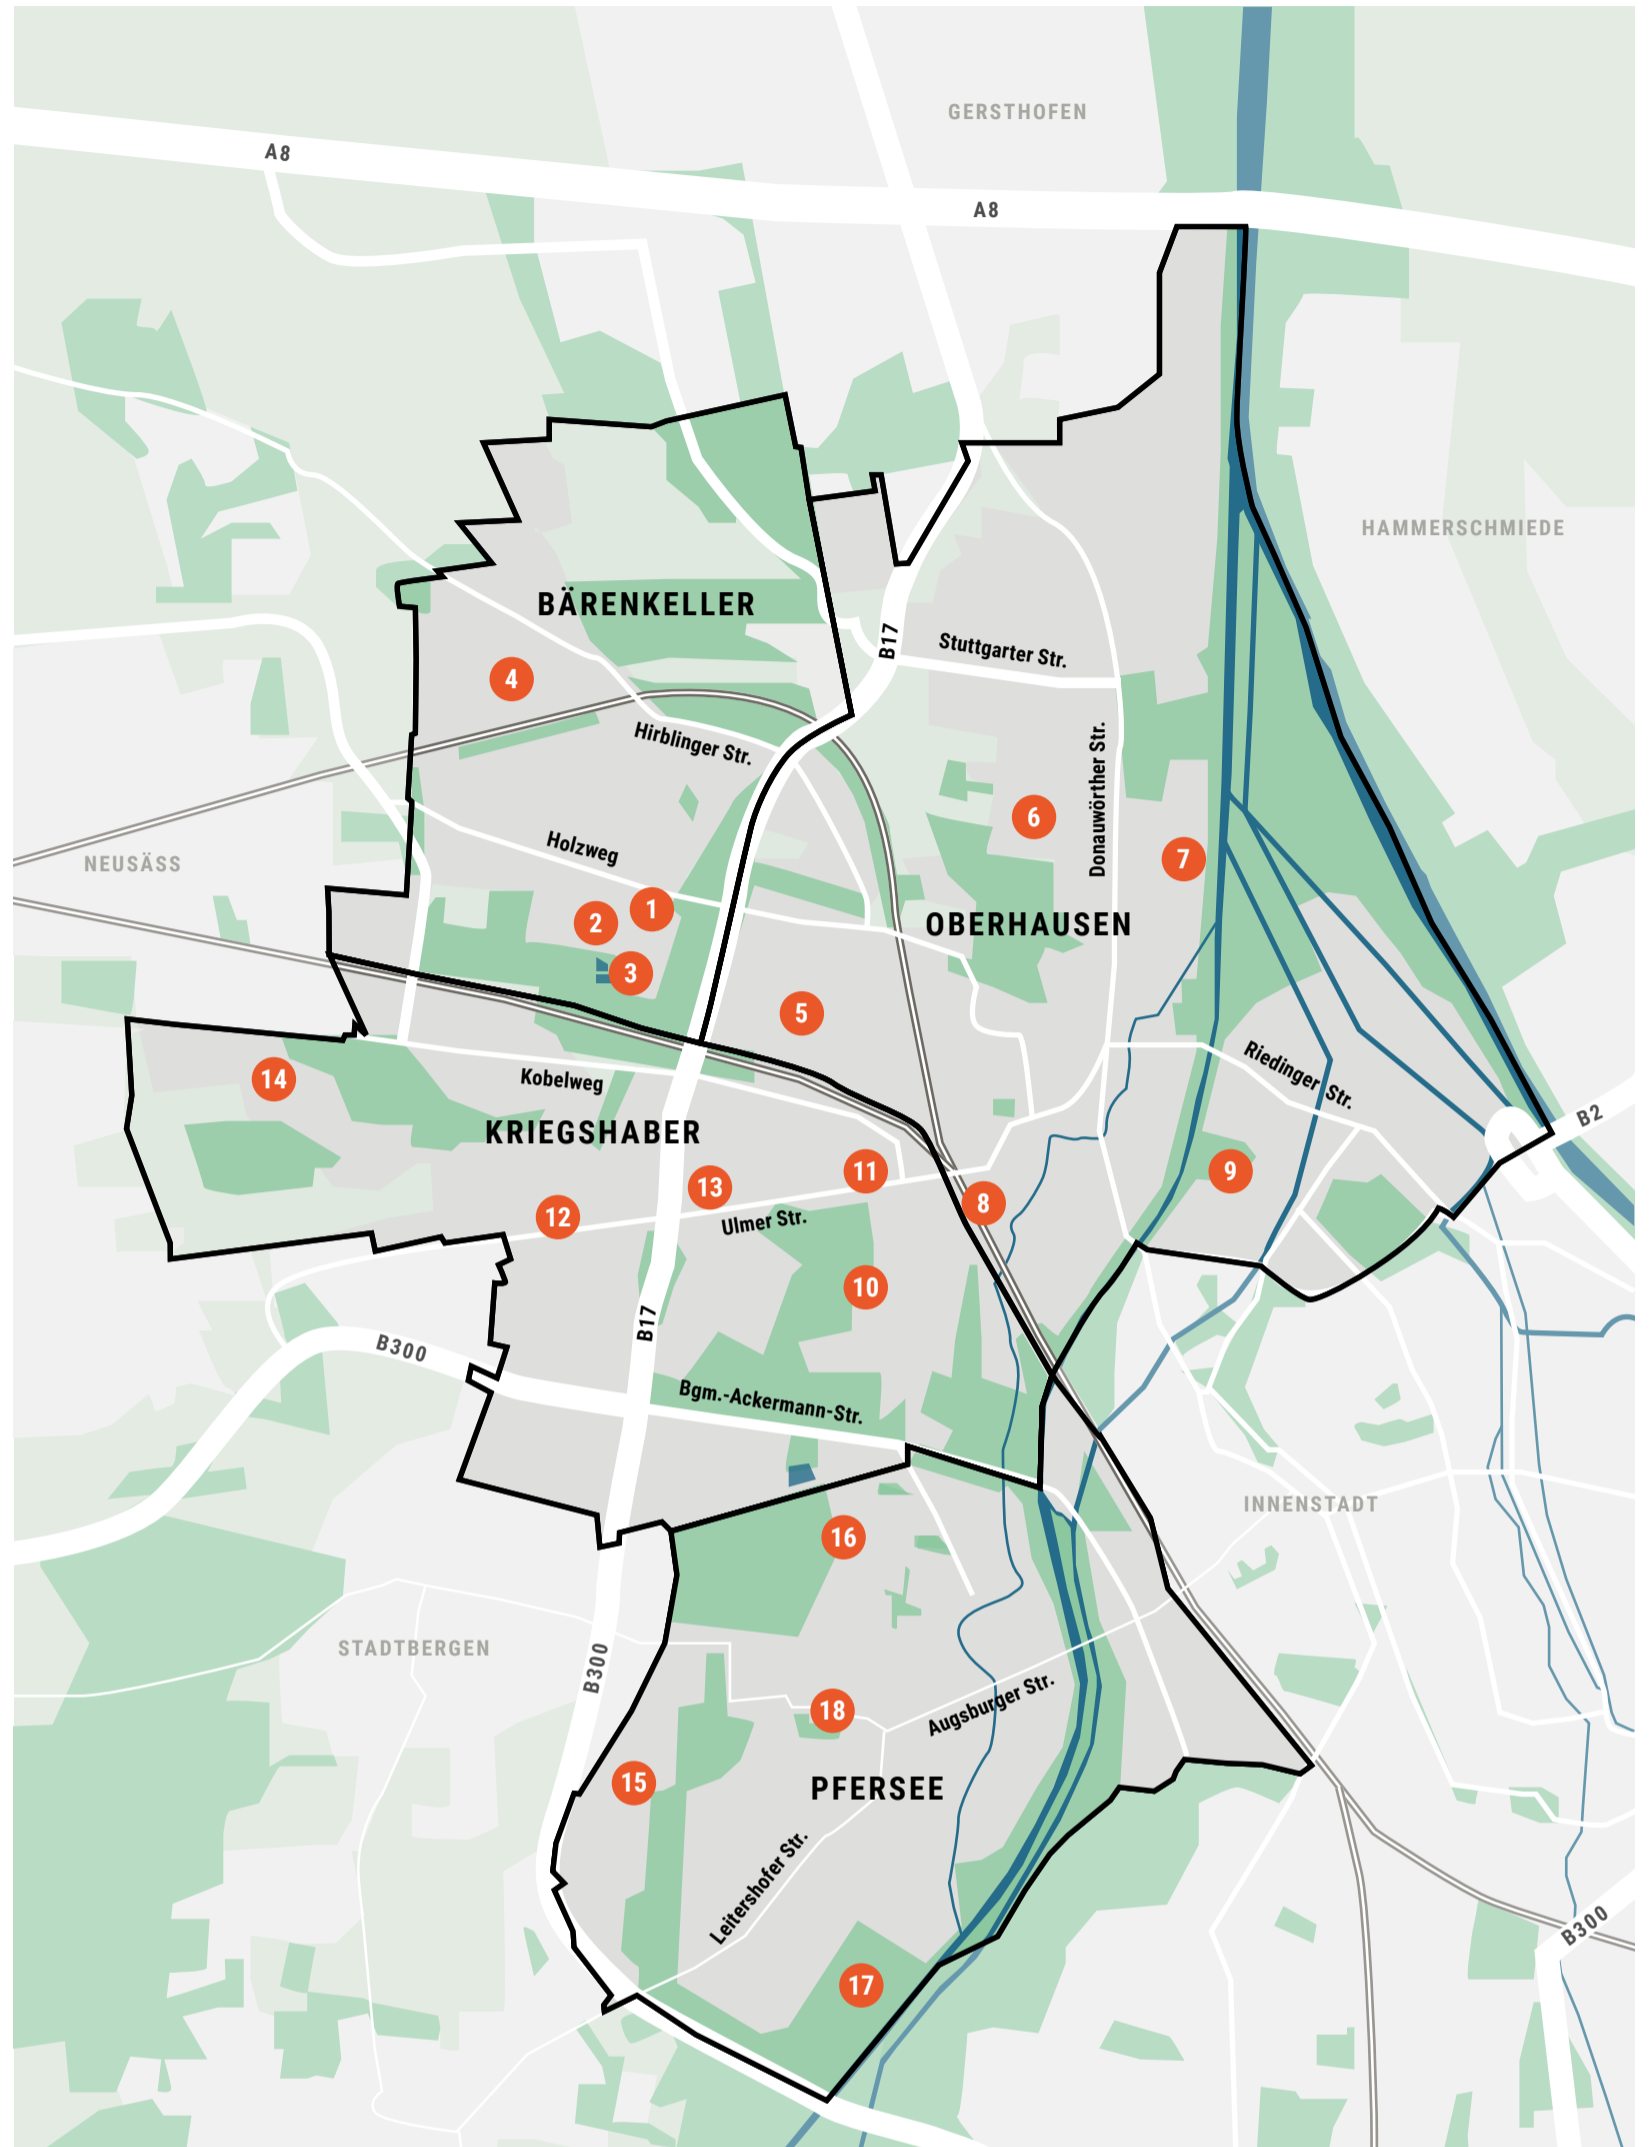 GERSTHOFEN
A8
A8
HAMMERSCHMIEDE
BÄRENKELLER
B17
Stuttgarter Str.
4
Hirblinger Str.
Donauwörther Str.
6
Holzweg
7
NEUSÄSS
1
2
OBERHAUSEN
3
5
Riedinger Str.
14
Kobelweg
B2
KRIEGSHABER
11
9
13
8
12
Ulmer Str.
10
B17
B300
Bgm.-Ackermann-Str.
INNENSTADT
16
STADTBERGEN
B300
18
Augsburger Str.
15
PFERSEE
Leitershofer Str.
B300
17